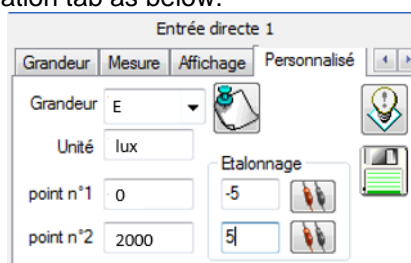 ation tab as below:
Entrée directe 1
Grandeur Mesure Affichage Personnalisé
Grandeur E
Unité lux
Etalonnage
point n°1 0 -5
point n°2 2000 5